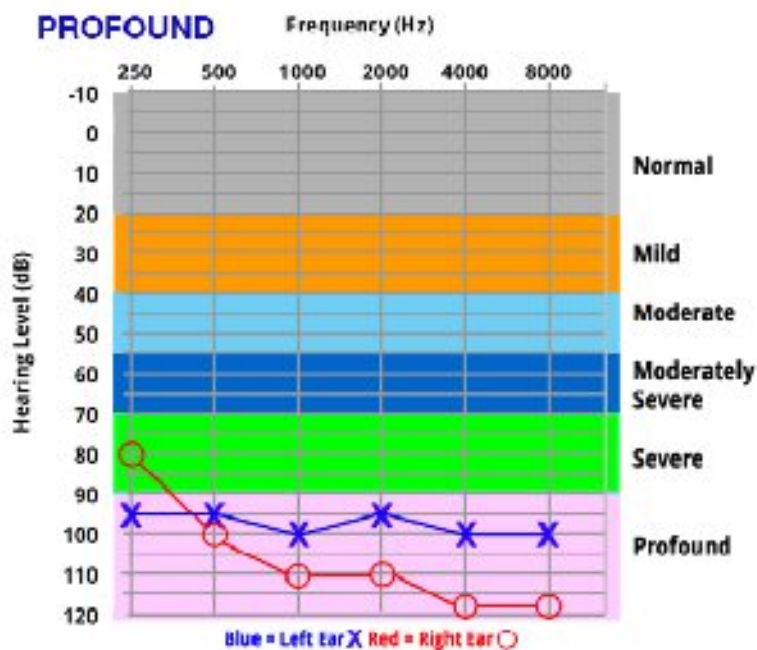 PROFOUND
Frequency (Hz)
250 500 1000 2000 4000 8000
-10
0
10
20
30
40
50
60
70
80
90
100
110
120
Hearing Level (dB)
Normal
Mild
Moderate
Moderately
Severe
Severe
Profound
Blue = Left Ear X Red = Right Ear O